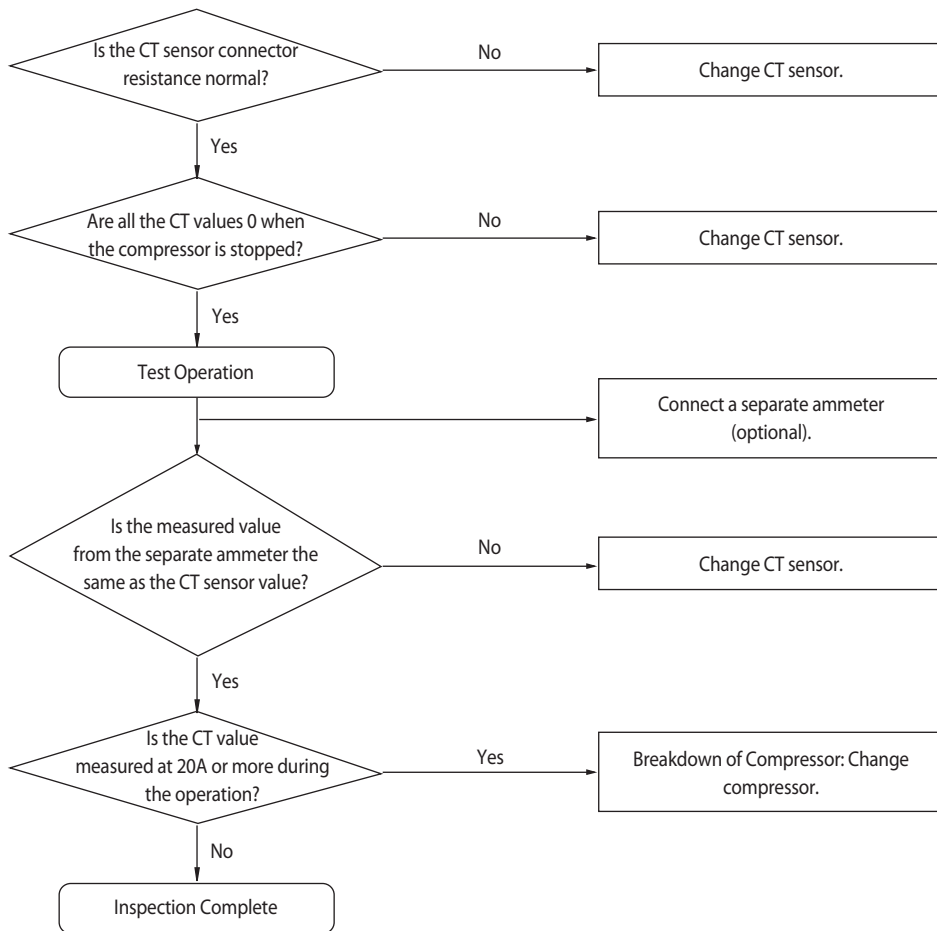 Is the CT sensor connector
resistance normal?
No
Change CT sensor.
Yes
Are all the CT values 0 when
the compressor is stopped?
No
Change CT sensor.
Yes
Test Operation
Connect a separate ammeter
(optional).
Is the measured value
from the separate ammeter the
same as the CT sensor value?
No
Change CT sensor.
Yes
Is the CT value
measured at 20A or more during
the operation?
Yes
Breakdown of Compressor: Change
compressor.
No
Inspection Complete